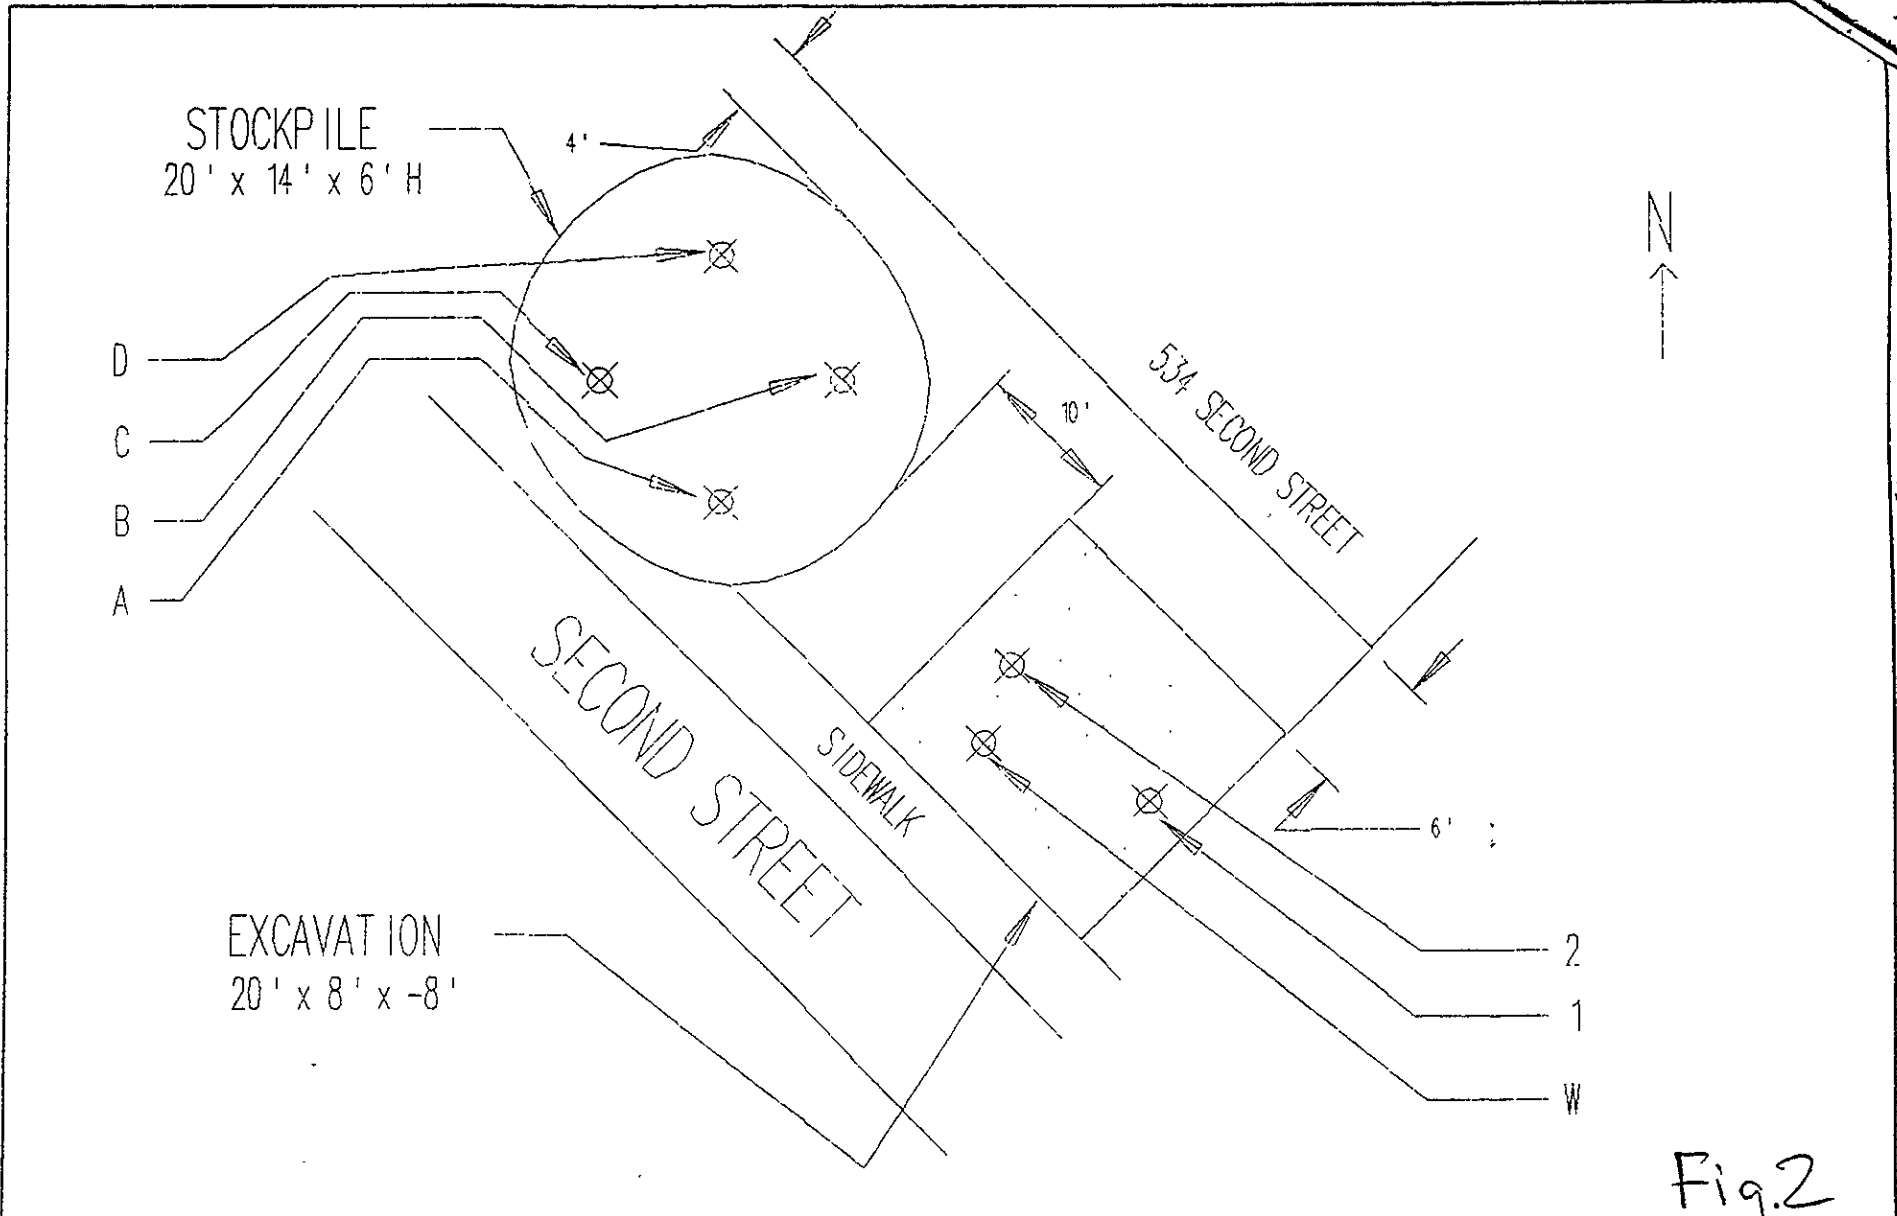 STOCKPILE
20' x 14' x 6' H
4'
N
D
C
B
A
10'
534 SECOND STREET
SECOND STREET
SIDEWALK
6'
EXCAVATION
20' x 8' x -8'
2
1
W
Fig.2